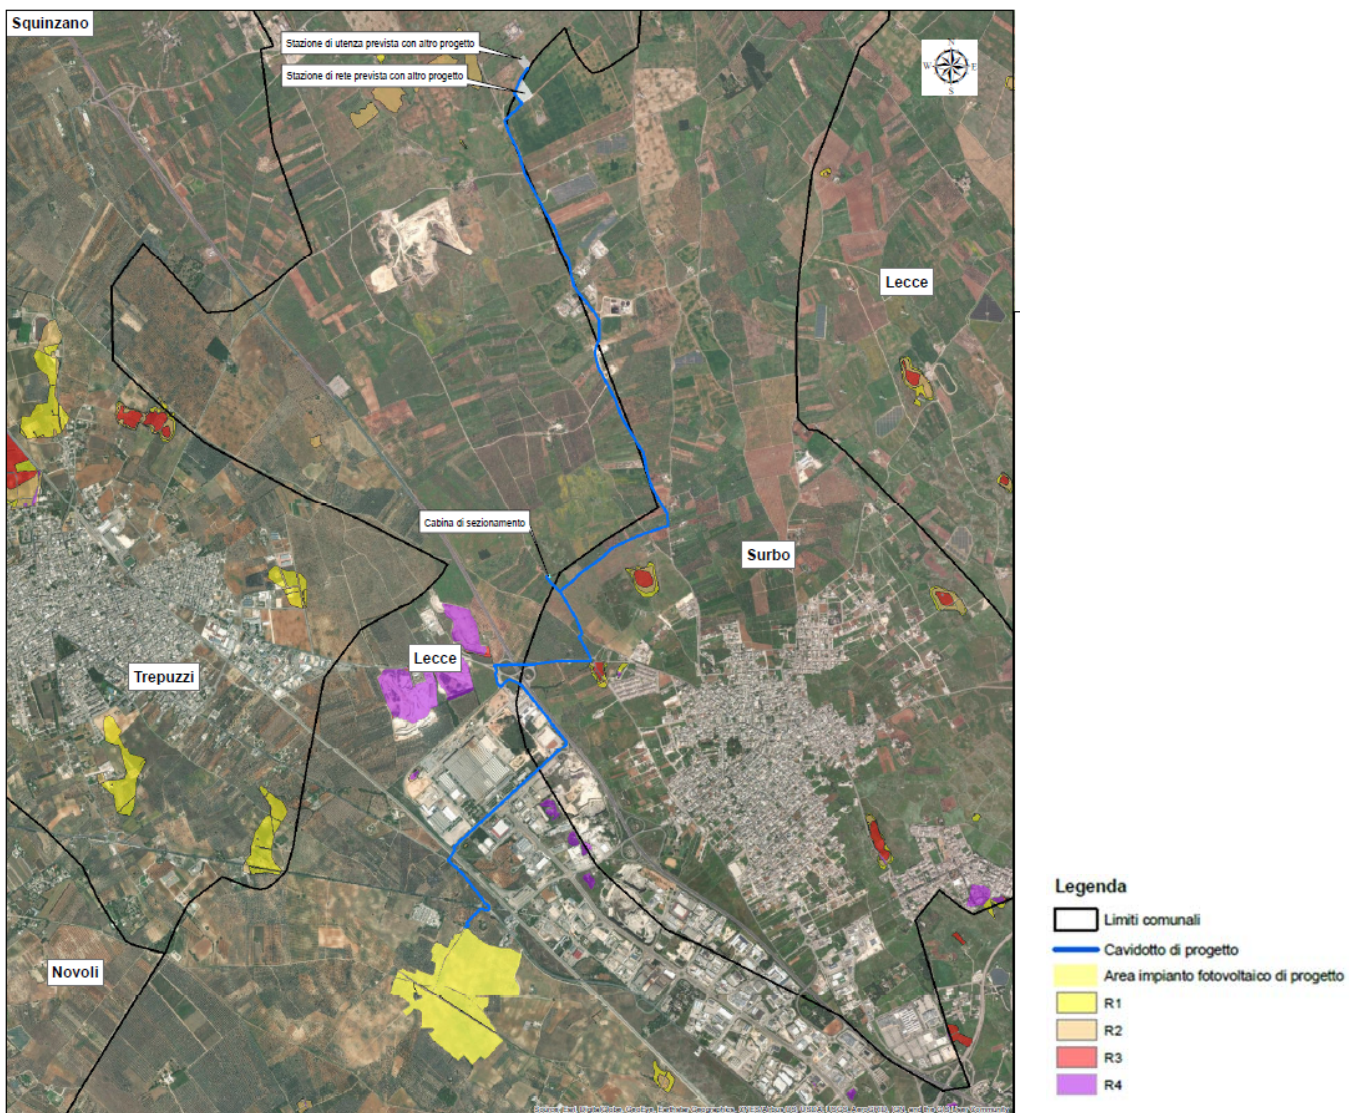 Squinzano
Stazione di utenza prevista con altro progetto
Stazione di rete prevista con altro progetto
N
W
E
S
Lecce
Cabina di sezionamento
Surbo
Lecce
Trepuzzi
Novoli
Legenda
Limiti comunali
Cavidotto di progetto
Area impianto fotovoltaico di progetto
R1
R2
R3
R4